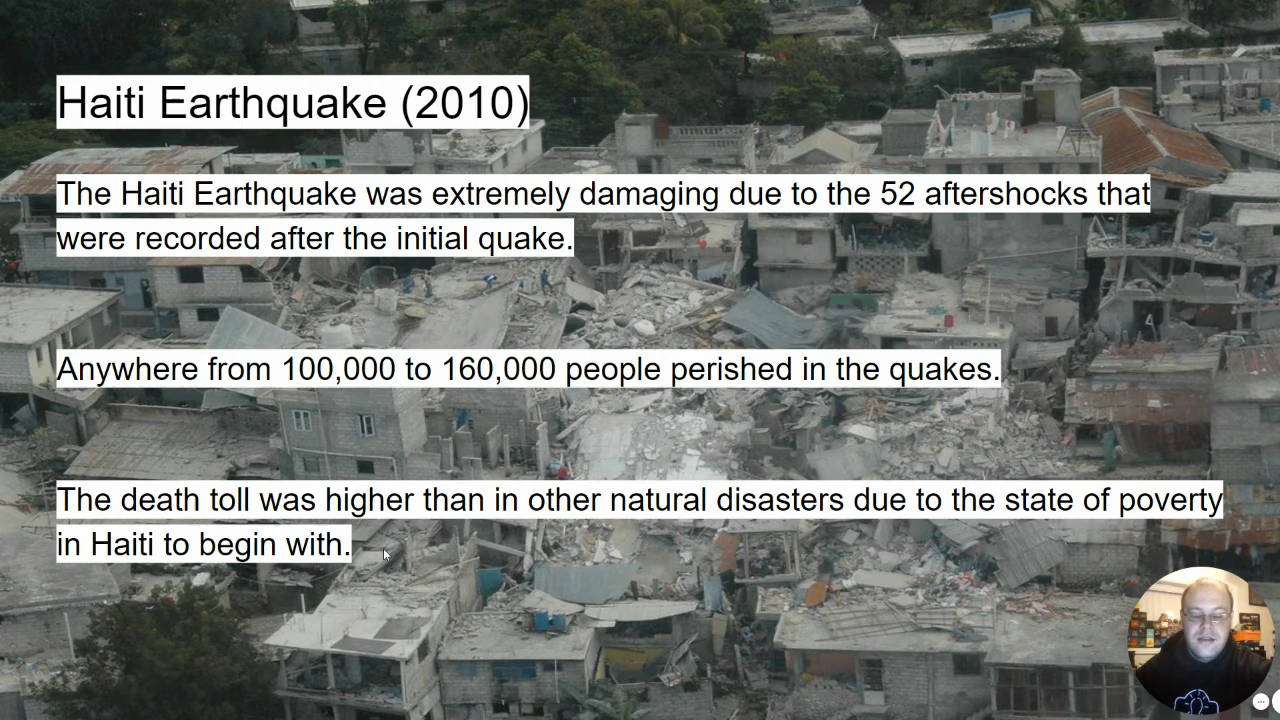 Haiti Earthquake (2010)
The Haiti Earthquake was extremely damaging due to the 52 aftershocks that
were recorded after the initial quake.
Anywhere from 100,000 to 160,000 people perished in the quakes.
The death toll was higher than in other natural disasters due to the state of poverty
in Haiti to begin with.